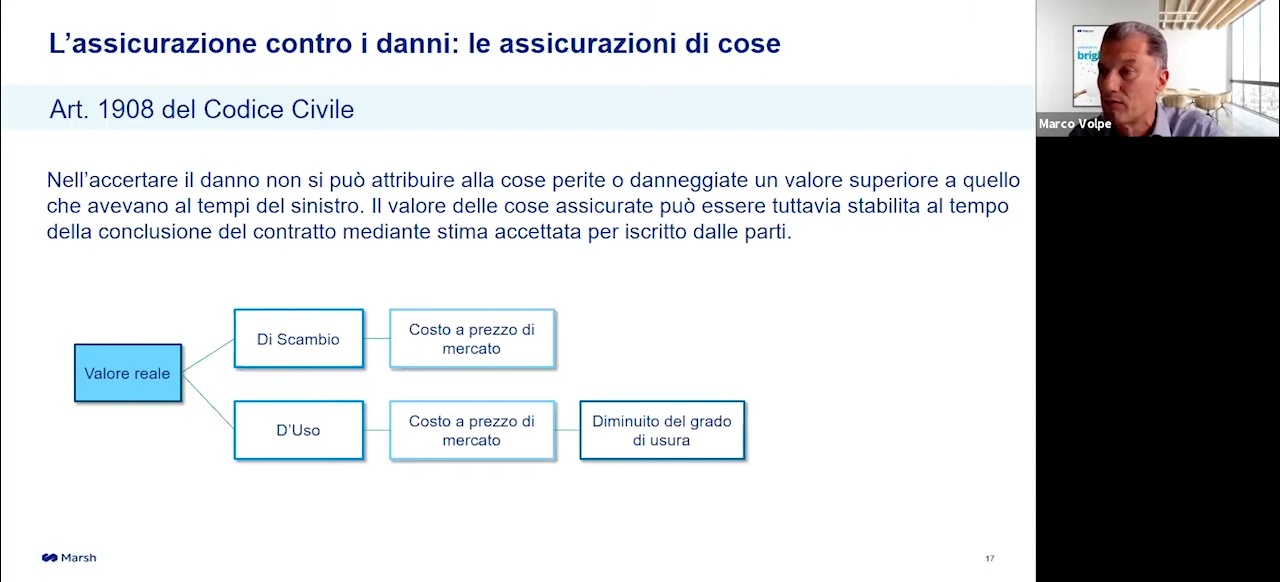 L’assicurazione contro i danni: le assicurazioni di cose
Art. 1908 del Codice Civile
Nell’accertare il danno non si può attribuire alla cose perite o danneggiate un valore superiore a quello
che avevano al tempi del sinistro. Il valore delle cose assicurate può essere tuttavia stabilita al tempo
della conclusione del contratto mediante stima accettata per iscritto dalle parti.
Valore reale
Di Scambio
Costo a prezzo di
mercato
D’Uso
Costo a prezzo di
mercato
Diminuito del grado
di usura
Marsh
17
Marsh
Marco Volpe